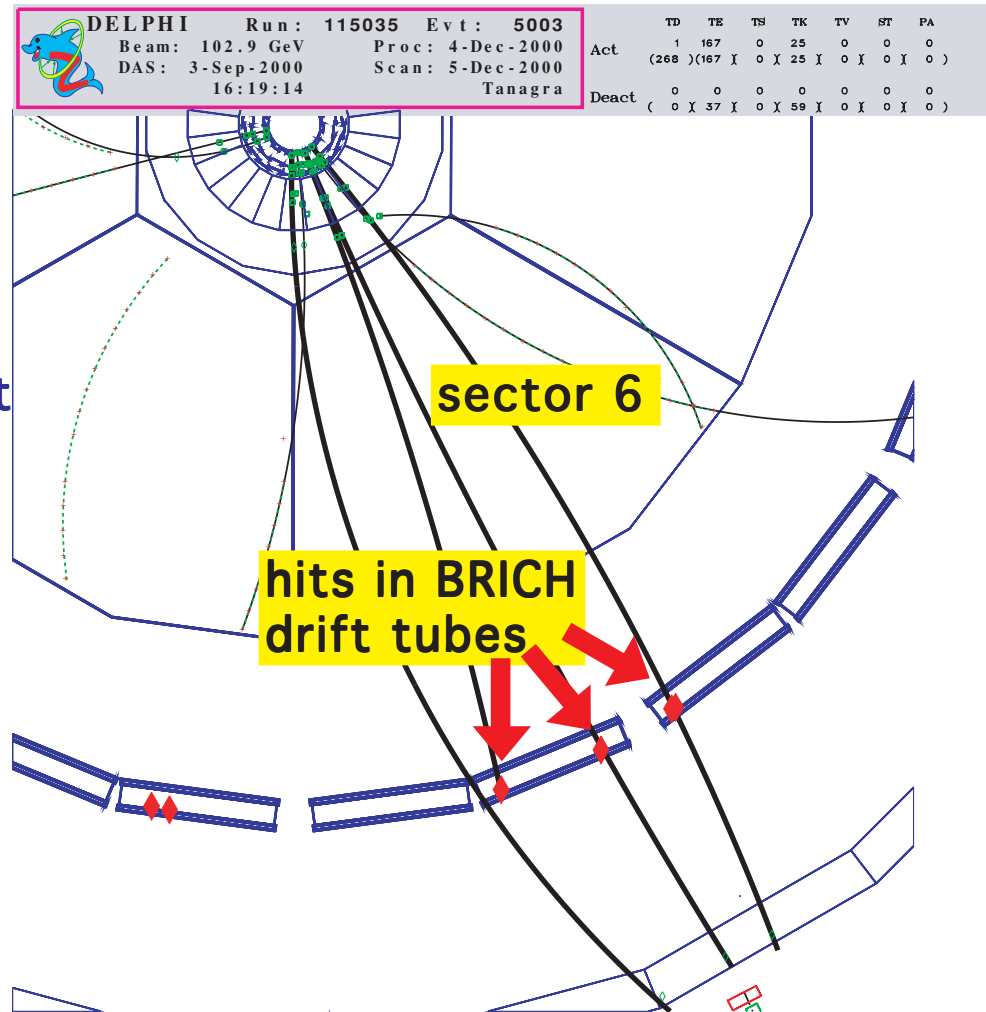 DELPHI Run: 115035 Evt: 5003
Beam: 102.9 GeV Proc: 4-Dec-2000
DAS: 3-Sep-2000 Scan: 5-Dec-2000
16:19:14 Tanagra
TD TE TS TK TV ST PA
Act 1 167 0 25 0 0 0
(268 )(167 )( 0 )( 25 )( 0 )( 0 )( 0 )
Deact 0 0 0 0 0 0 0
( 0 )( 37 )( 0 )( 59 )( 0 )( 0 )( 0 )
t
sector 6
hits in BRICH
drift tubes